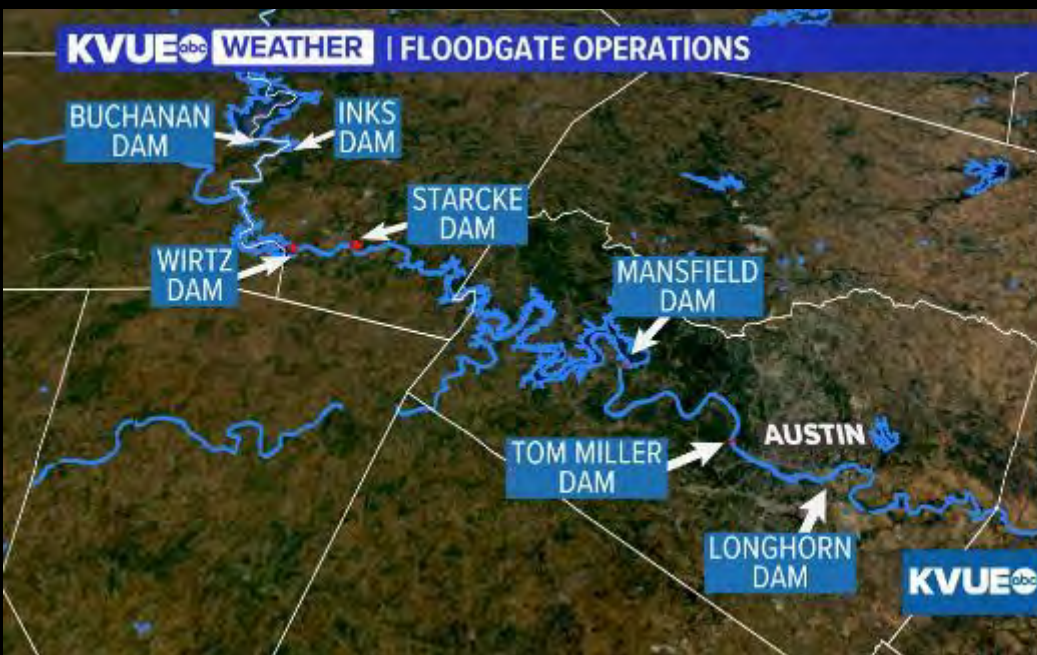 KVUE abc WEATHER | FLOODGATE OPERATIONS
BUCHANAN
DAM
INKS
DAM
STARCKE
DAM
WIRTZ
DAM
MANSFIELD
DAM
AUSTIN
TOM MILLER
DAM
LONGHORN
DAM
KVUE abc